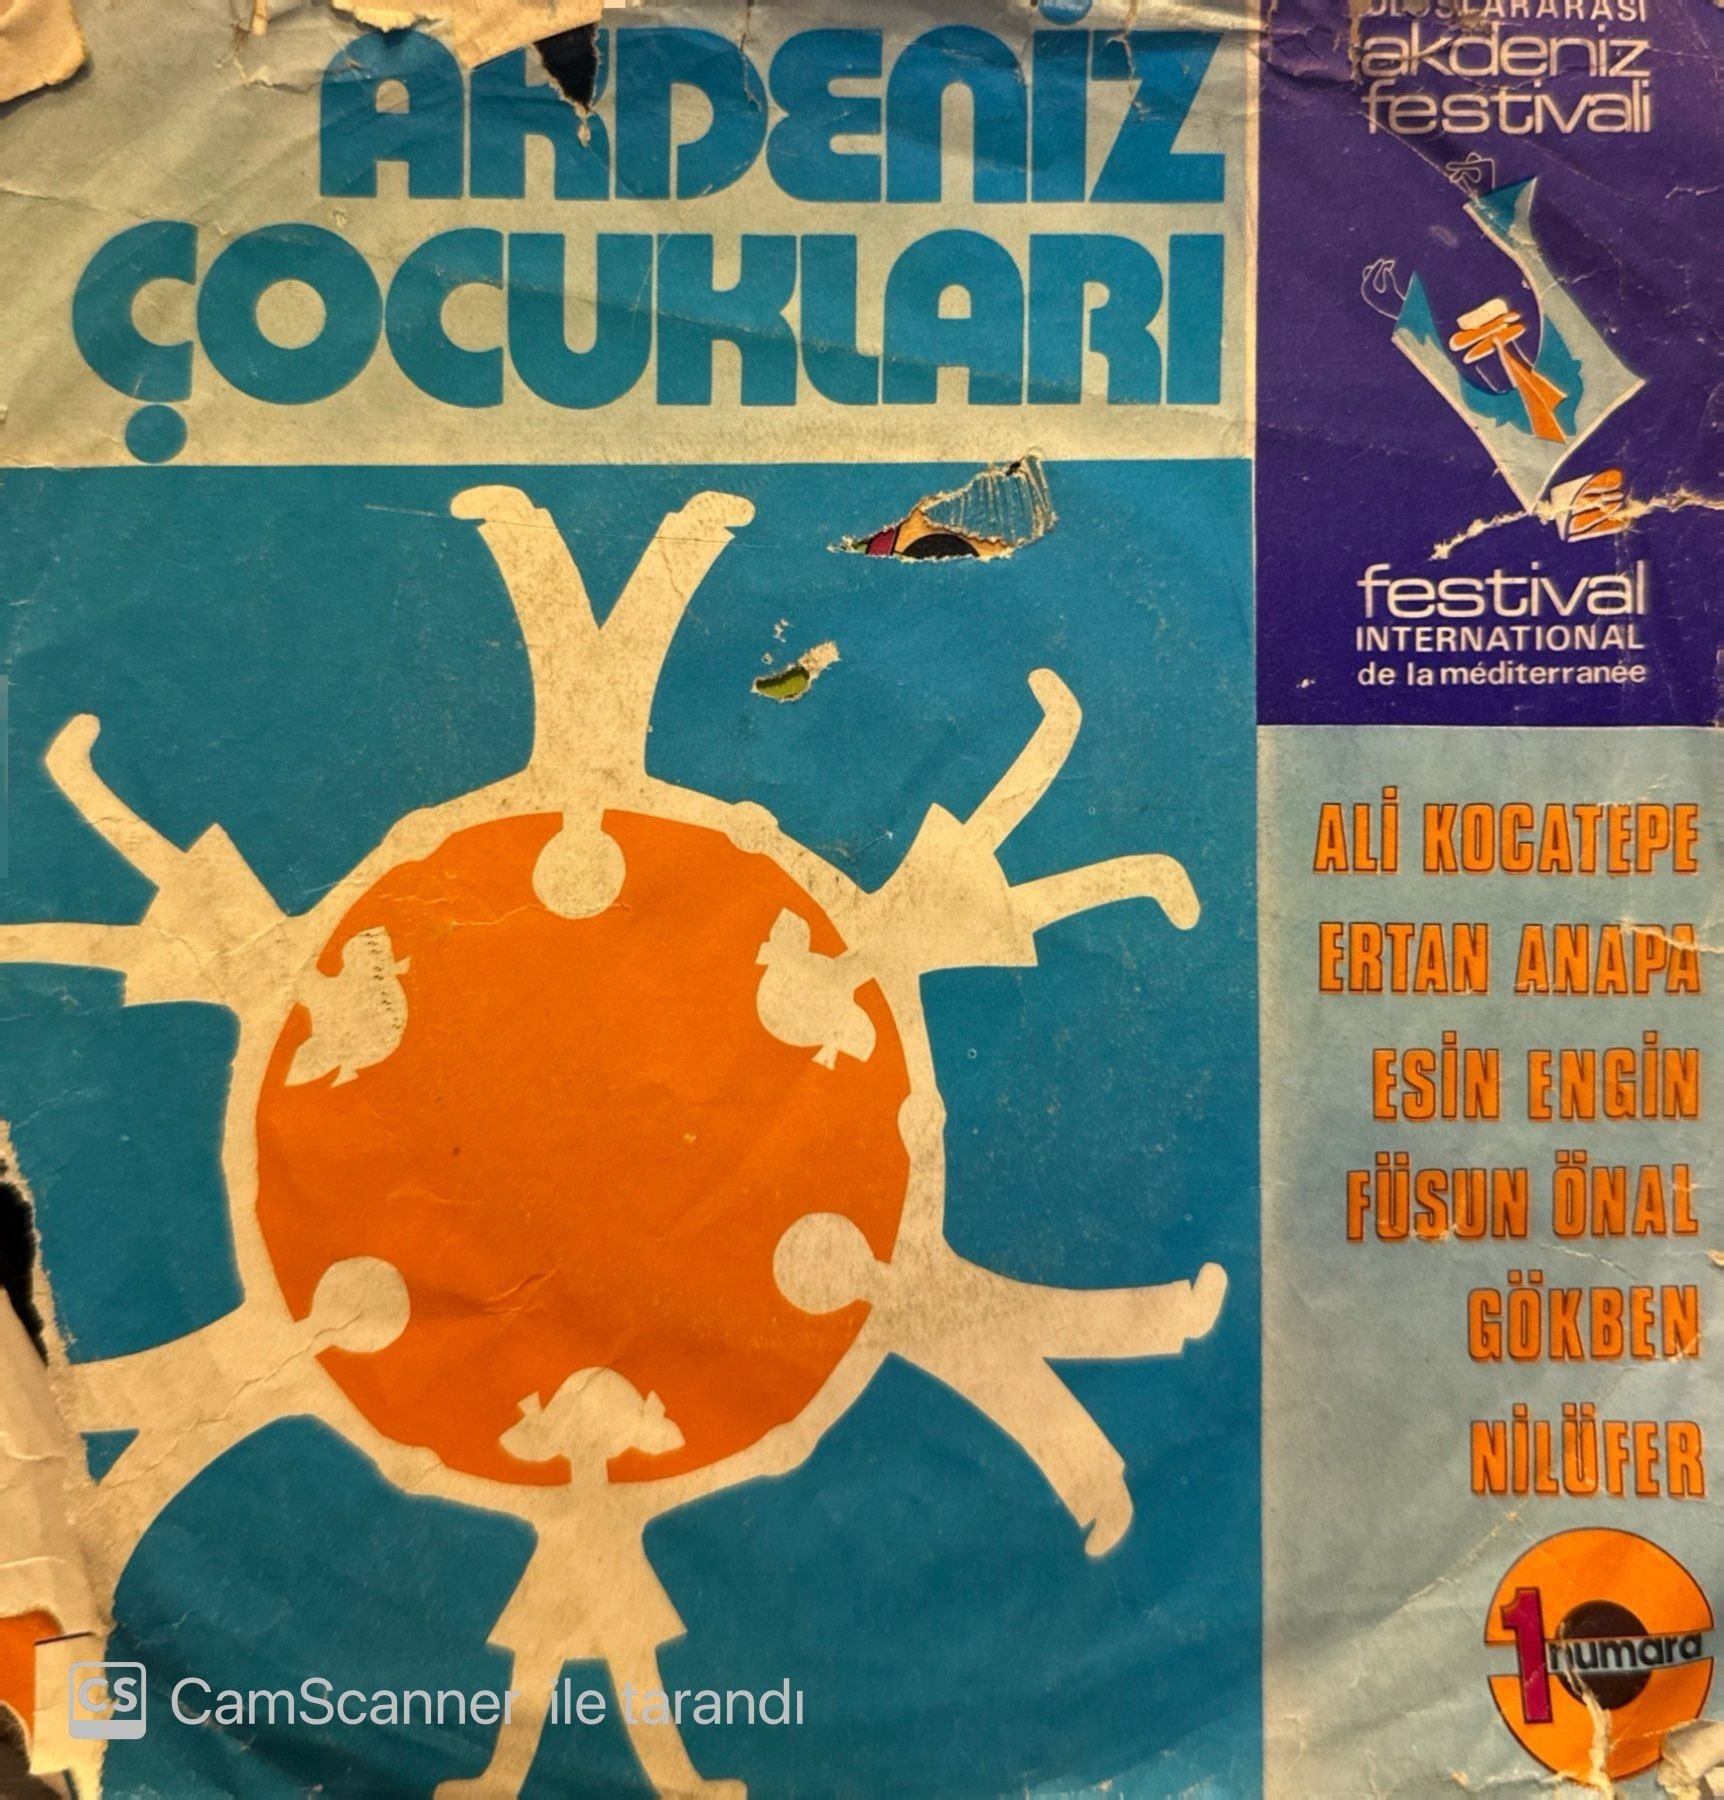 AKDENİZ
ÇOCUKLARI
ULUSLARARASI
akdeniz
festivali
festival
INTERNATIONAL
de la méditerranée
ALİ KOCATEPE
ERTAN ANAPA
ESİN ENGİN
FÜSUN ÖNAL
GÖKBEN
NİLÜFER
1 numara
CS CamScanner ile tarandı